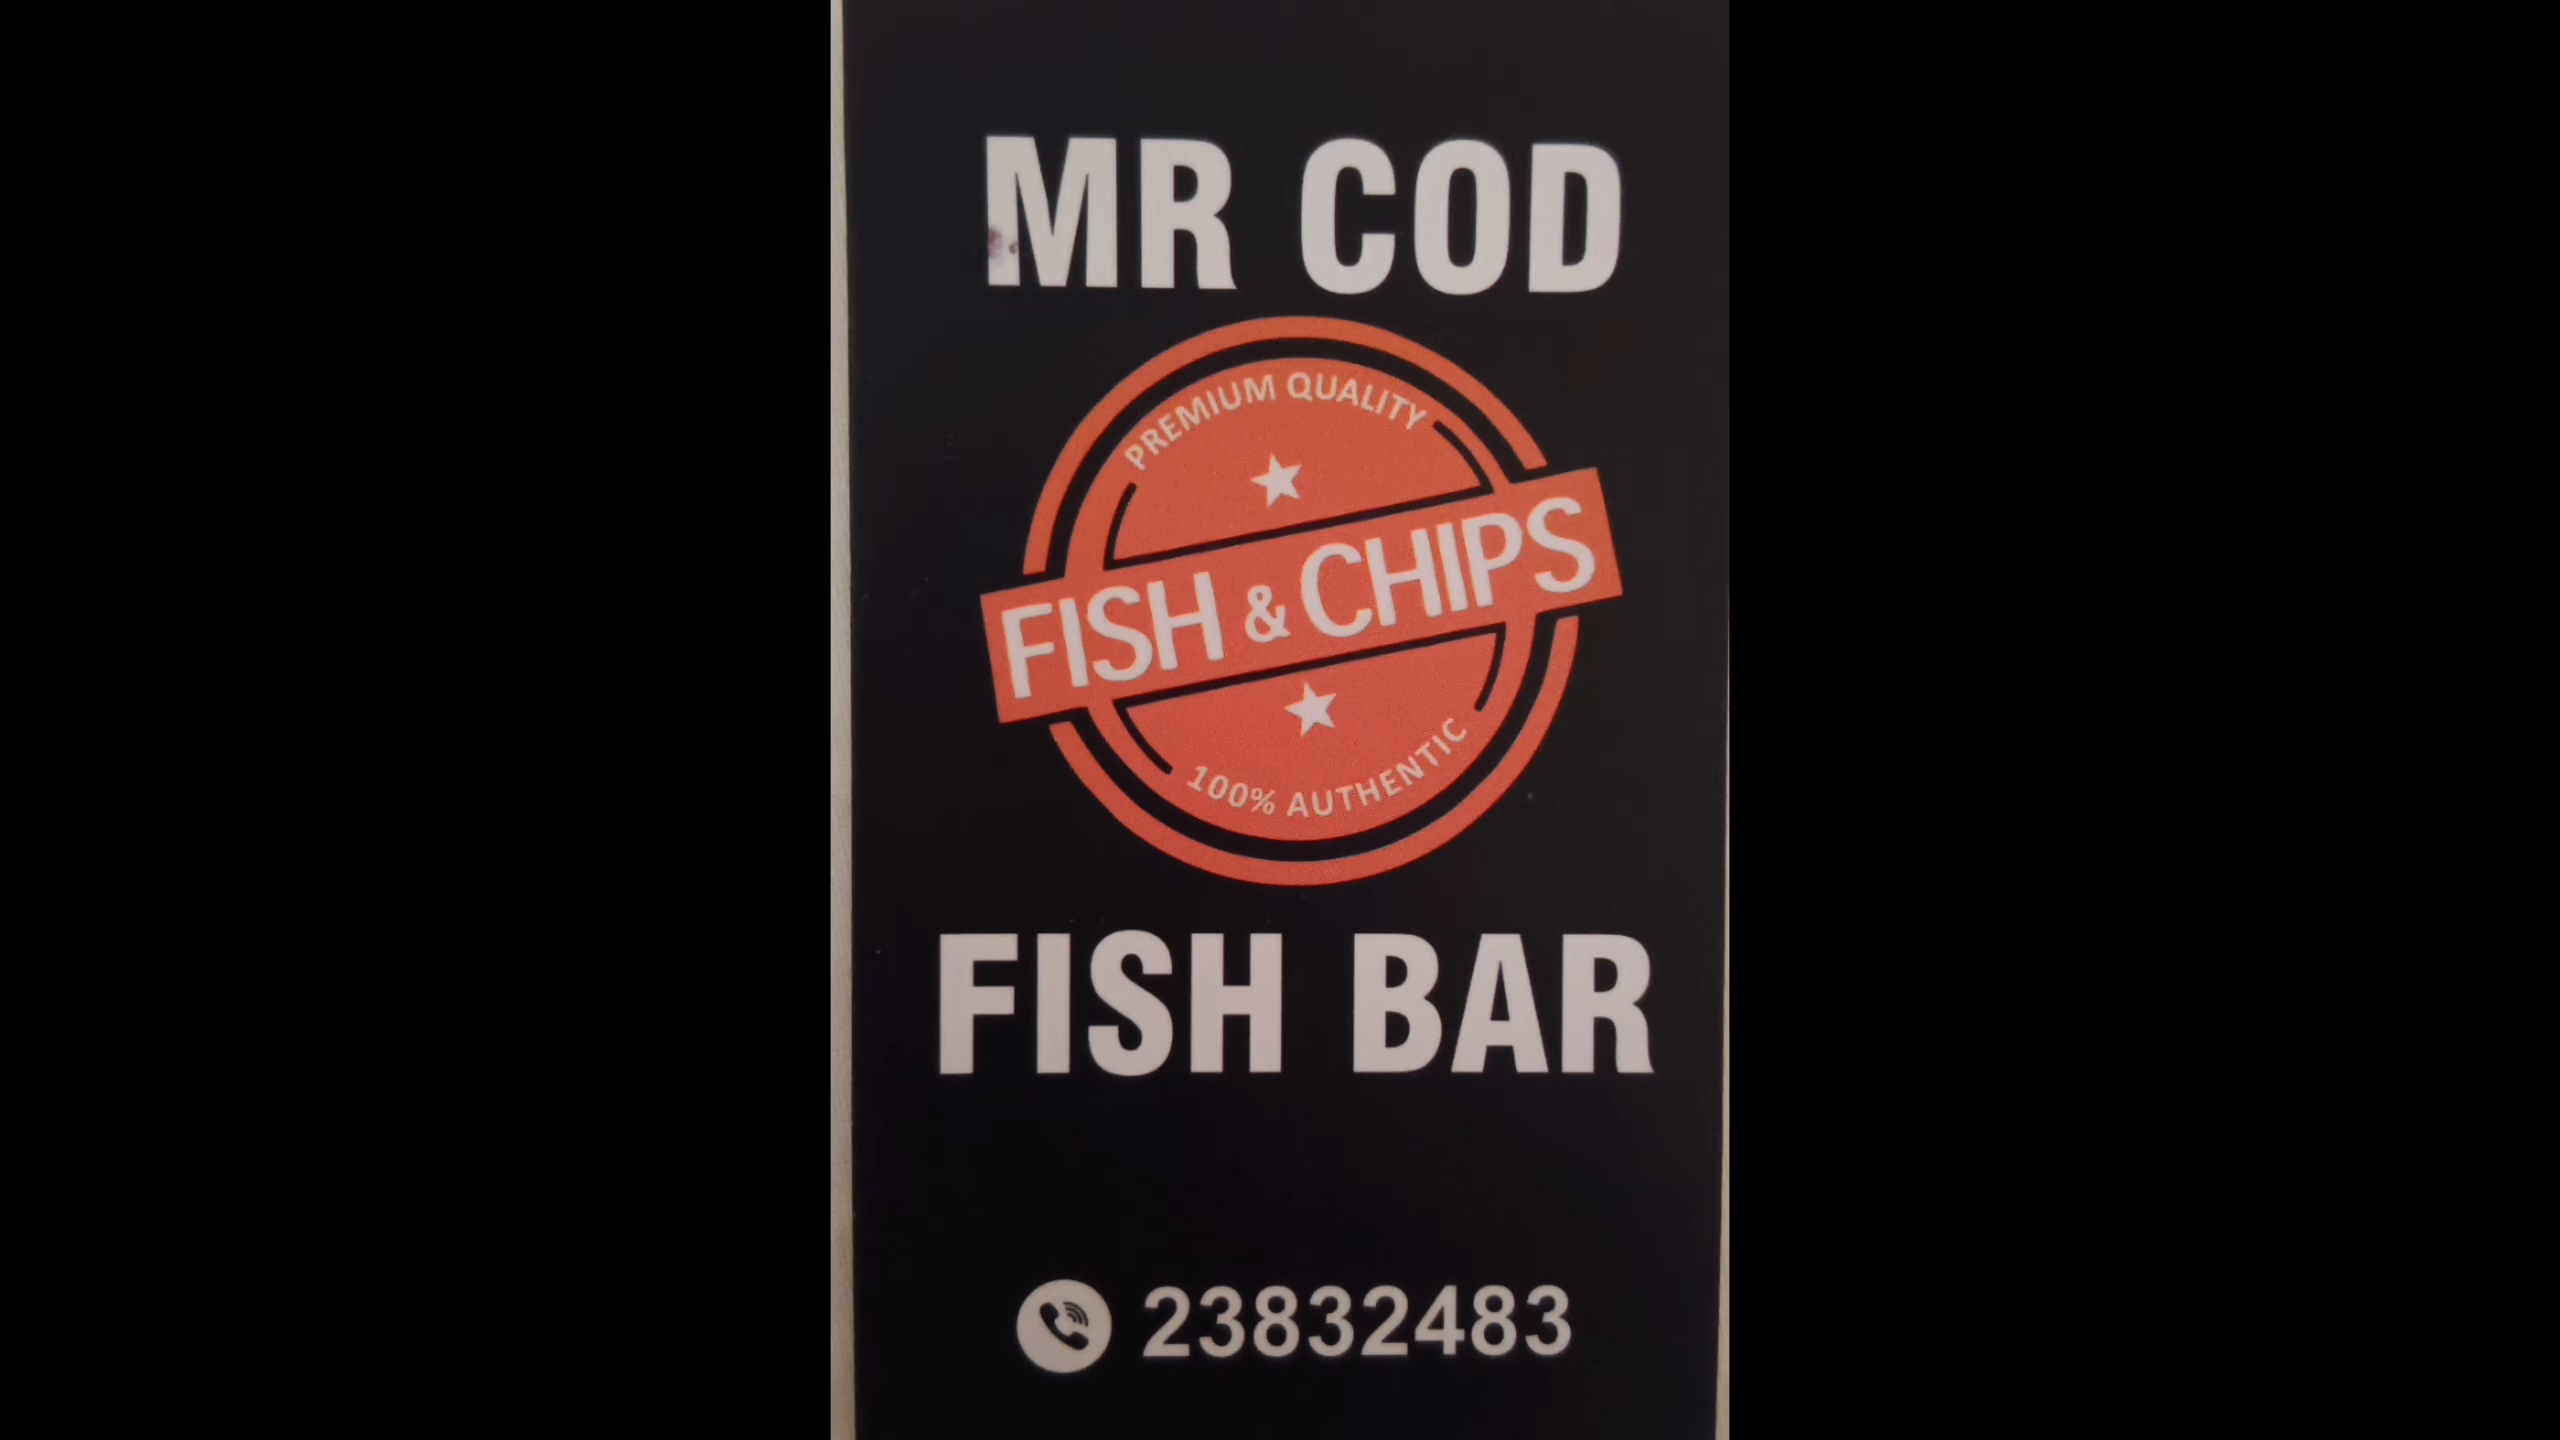 MR COD
PREMIUM QUALITY
FISH & CHIPS
100% AUTHENTIC
FISH BAR
23832483